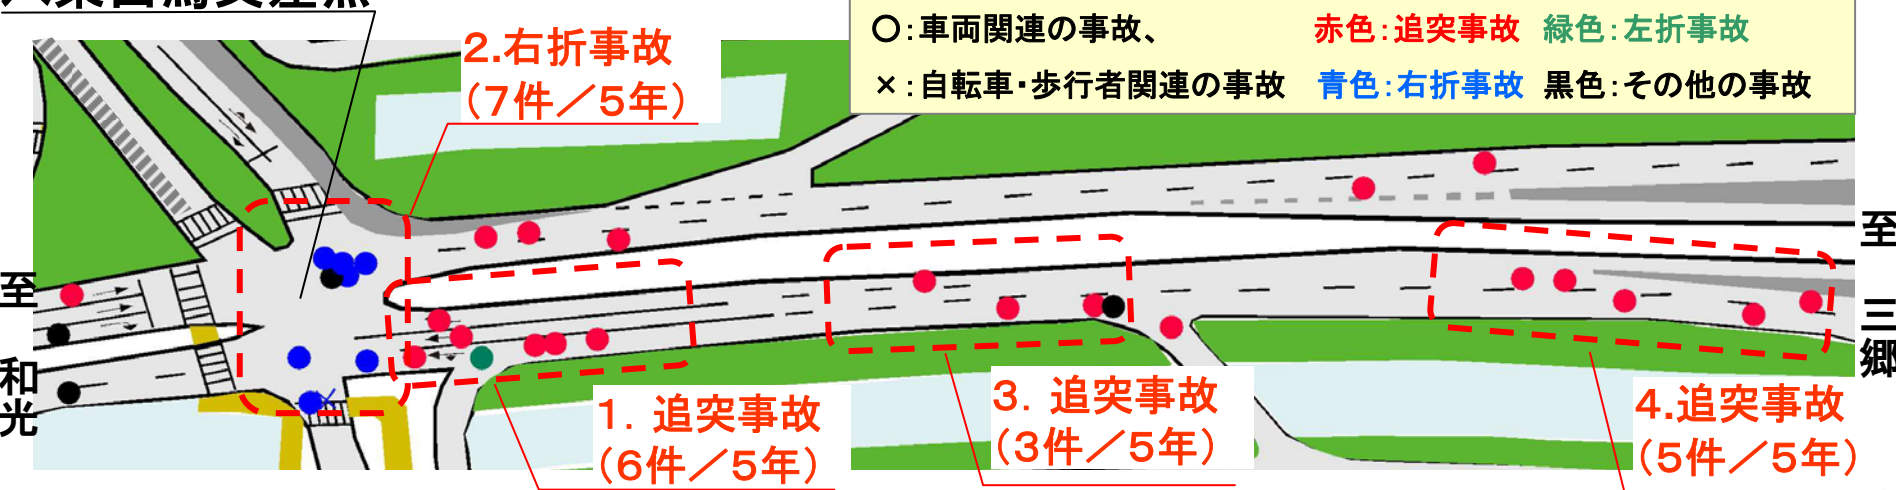 2.右折事故
(7件／5年)
○:車両関連の事故、 赤色:追突事故 緑色:左折事故
×:自転車・歩行者関連の事故 青色:右折事故 黒色:その他の事故
至
和
光
至
三
郷
1. 追突事故
(6件／5年)
3. 追突事故
(3件／5年)
4.追突事故
(5件／5年)